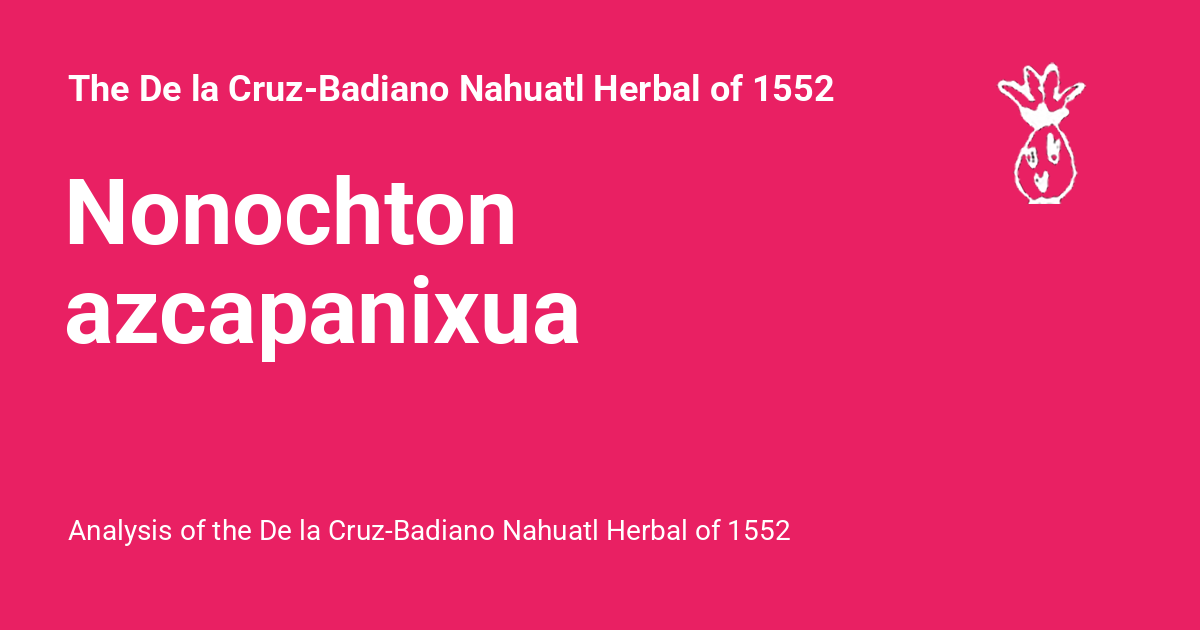 The De la Cruz-Badiano Nahuatl Herbal of 1552
Nonochton
azcapanixua
Analysis of the De la Cruz-Badiano Nahuatl Herbal of 1552